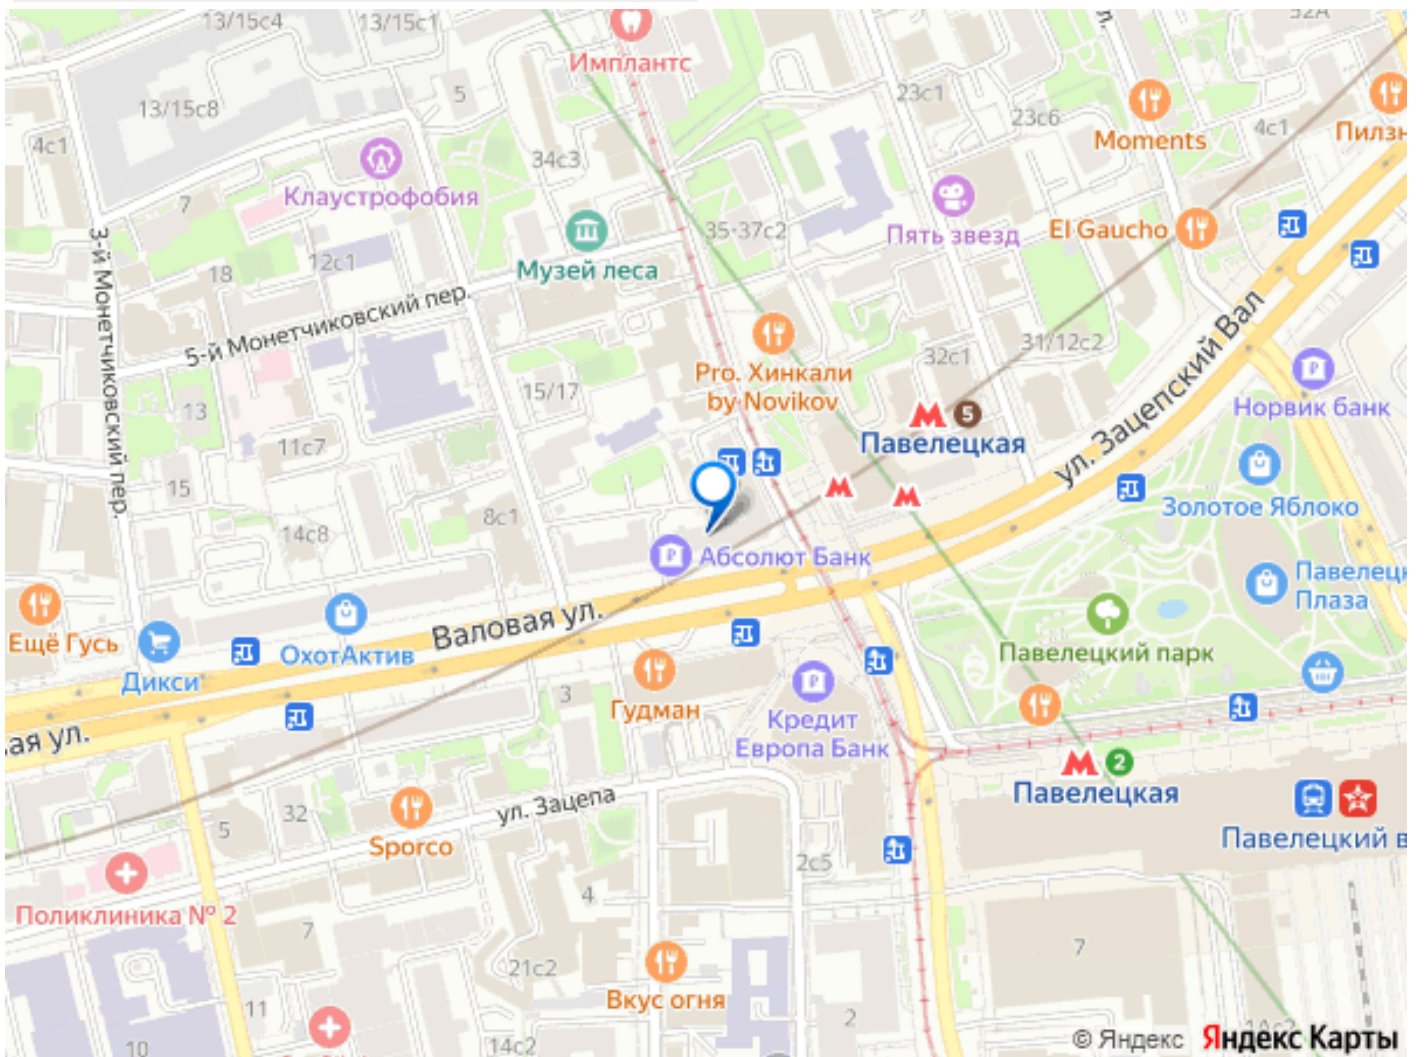 13/15с4
13/15с1
32А
Имплантс
13/15с8
5
23с1
23с6
Moments
4с1
Пилзн
4с1
34с3
Клаустрофобия
7
3-й Монетчиковский пер.
Музей леса
35-37с2
Пять звезд
El Gaucho
18
12с1
5-й Монетчиковский пер.
Pro. Хинкали
by Novikov
32с1
31/12с2
ул. Зацепский Вал
Норвик банк
15/17
13
11с7
5
Павелецкая
15
14с8
8с1
Золотое Яблоко
Абсолют Банк
Павелец
Плаза
Ещё Гусь
Дикси
ОхотАктив
Валовая ул.
Павелецкий парк
3
Гудман
Кредит
Европа Банк
ая ул.
2
Павелецкая
32
5
ул. Зацепа
Sporco
Павелецкий в
Поликлиника № 2
2с5
4
7
7
21с2
Вкус огня
11
10
14с2
2
© Яндекс Яндекс Карты